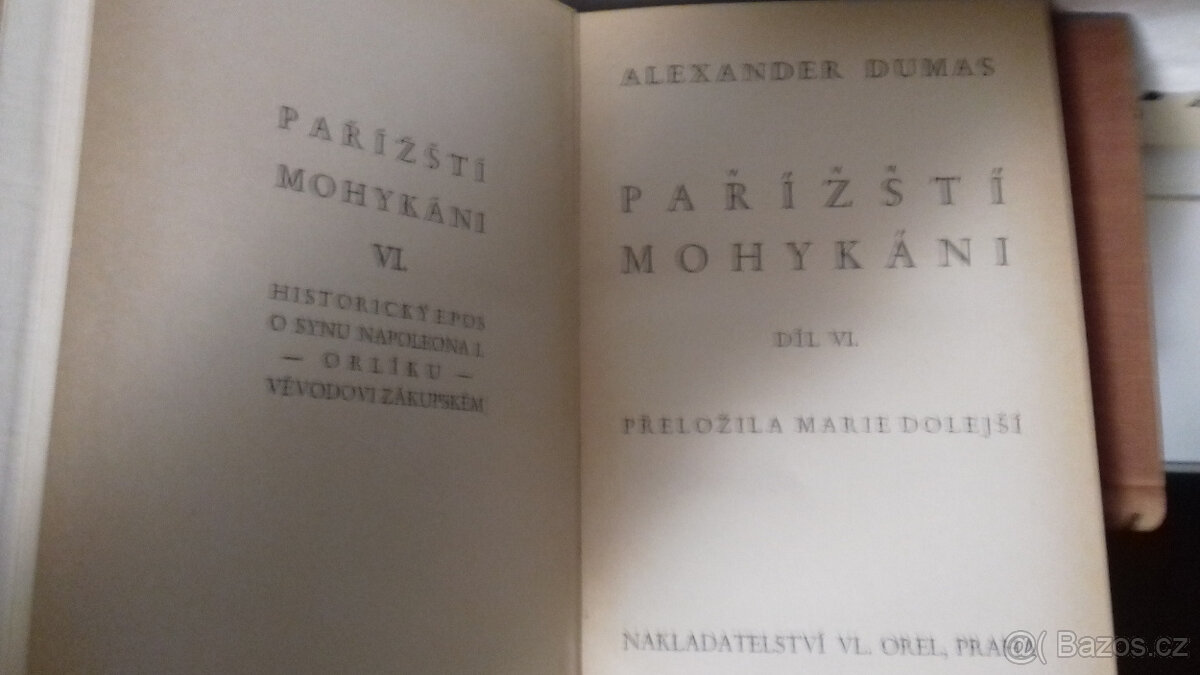 PAŘÍŽŠTÍ
MOHYKÁNI
VI.
HISTORICKÝ EPOS
O SYNU NAPOLEONA I.
— ORLÍKU —
VÉVODOVI ZÁKUPSKÉM
ALEXANDER DUMAS
PAŘÍŽŠTÍ
MOHYKÁNI
DÍL VI.
PŘELOŽILA MARIE DOLEJŠÍ
NAKLADATELSTVÍ VL. OREL, PRAHA
Bazos.cz